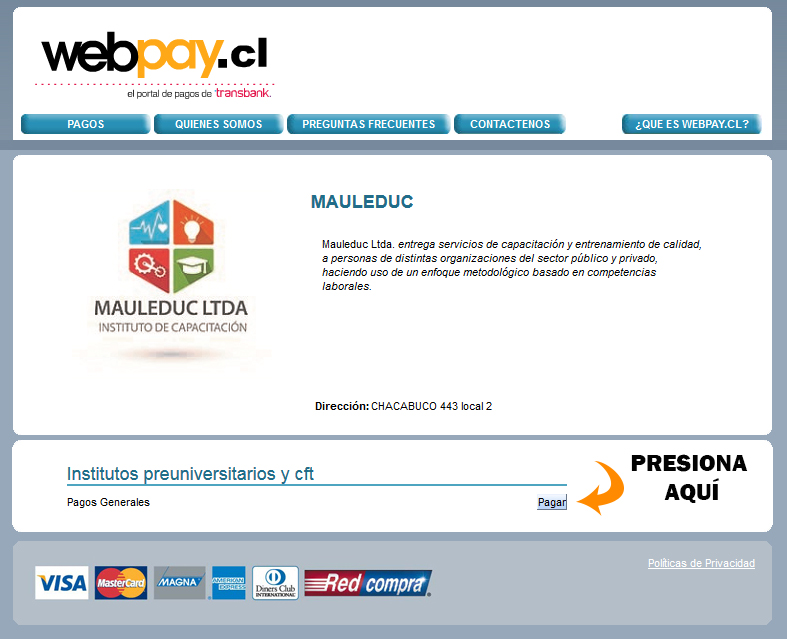 webpay.cl
el portal de pagos de transbank.
PAGOS
QUIENES SOMOS
PREGUNTAS FRECUENTES
CONTACTENOS
¿QUE ES WEBPAY.CL?
MAULEDUC LTDA
INSTITUTO DE CAPACITACIÓN
MAULEDUC
Mauleduc Ltda. entrega servicios de capacitación y entrenamiento de calidad,
a personas de distintas organizaciones del sector público y privado,
haciendo uso de un enfoque metodológico basado en competencias
laborales.
Dirección: CHACABUCO 443 local 2
Institutos preuniversitarios y cft
Pagos Generales
Pagar
PRESIONA
AQUÍ
VISA
MasterCard
MAGNA
AMERICAN
EXPRESS
Diners Club
INTERNATIONAL
Red compra
Políticas de Privacidad